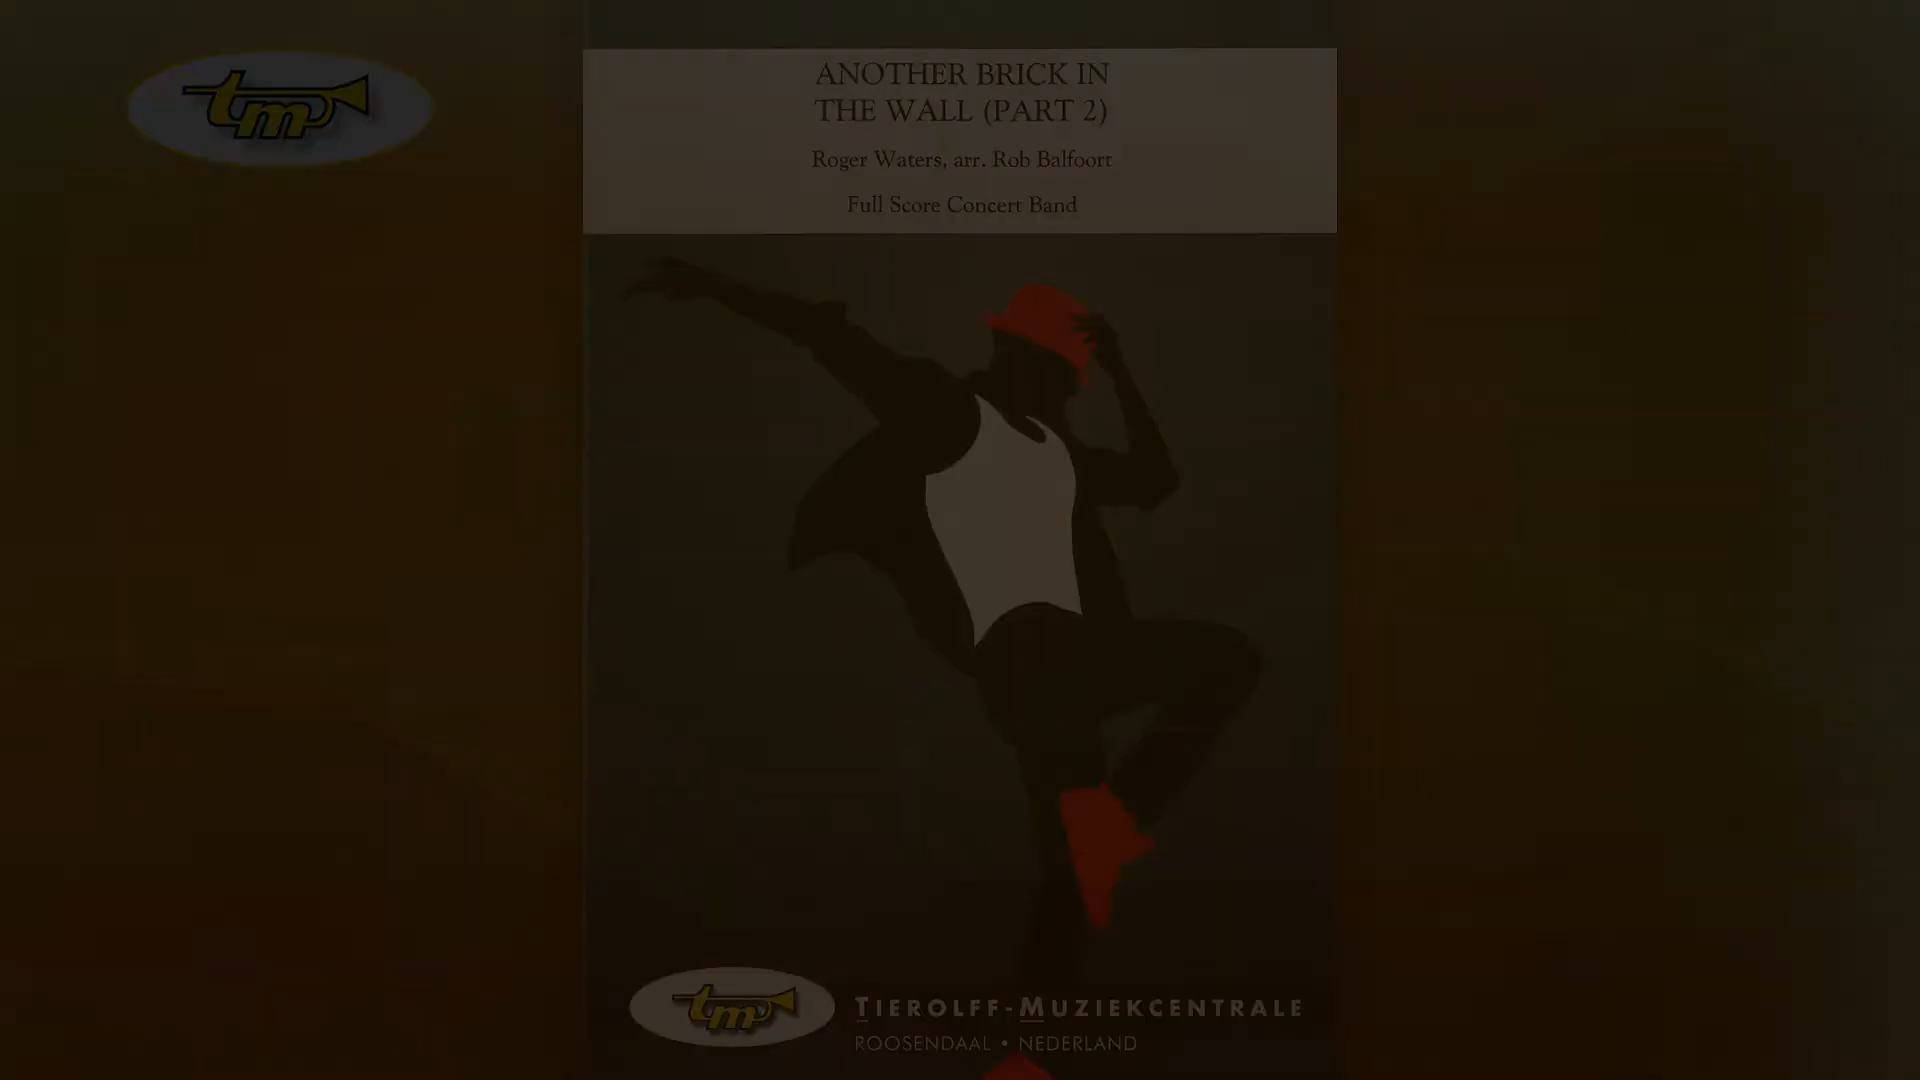 tm
ANOTHER BRICK IN
THE WALL (PART 2)
Roger Waters, arr. Rob Balfoort
Full Score Concert Band
tm
TIEROLFF-MUZIEKCENTRALE
ROOSENDAAL • NEDERLAND